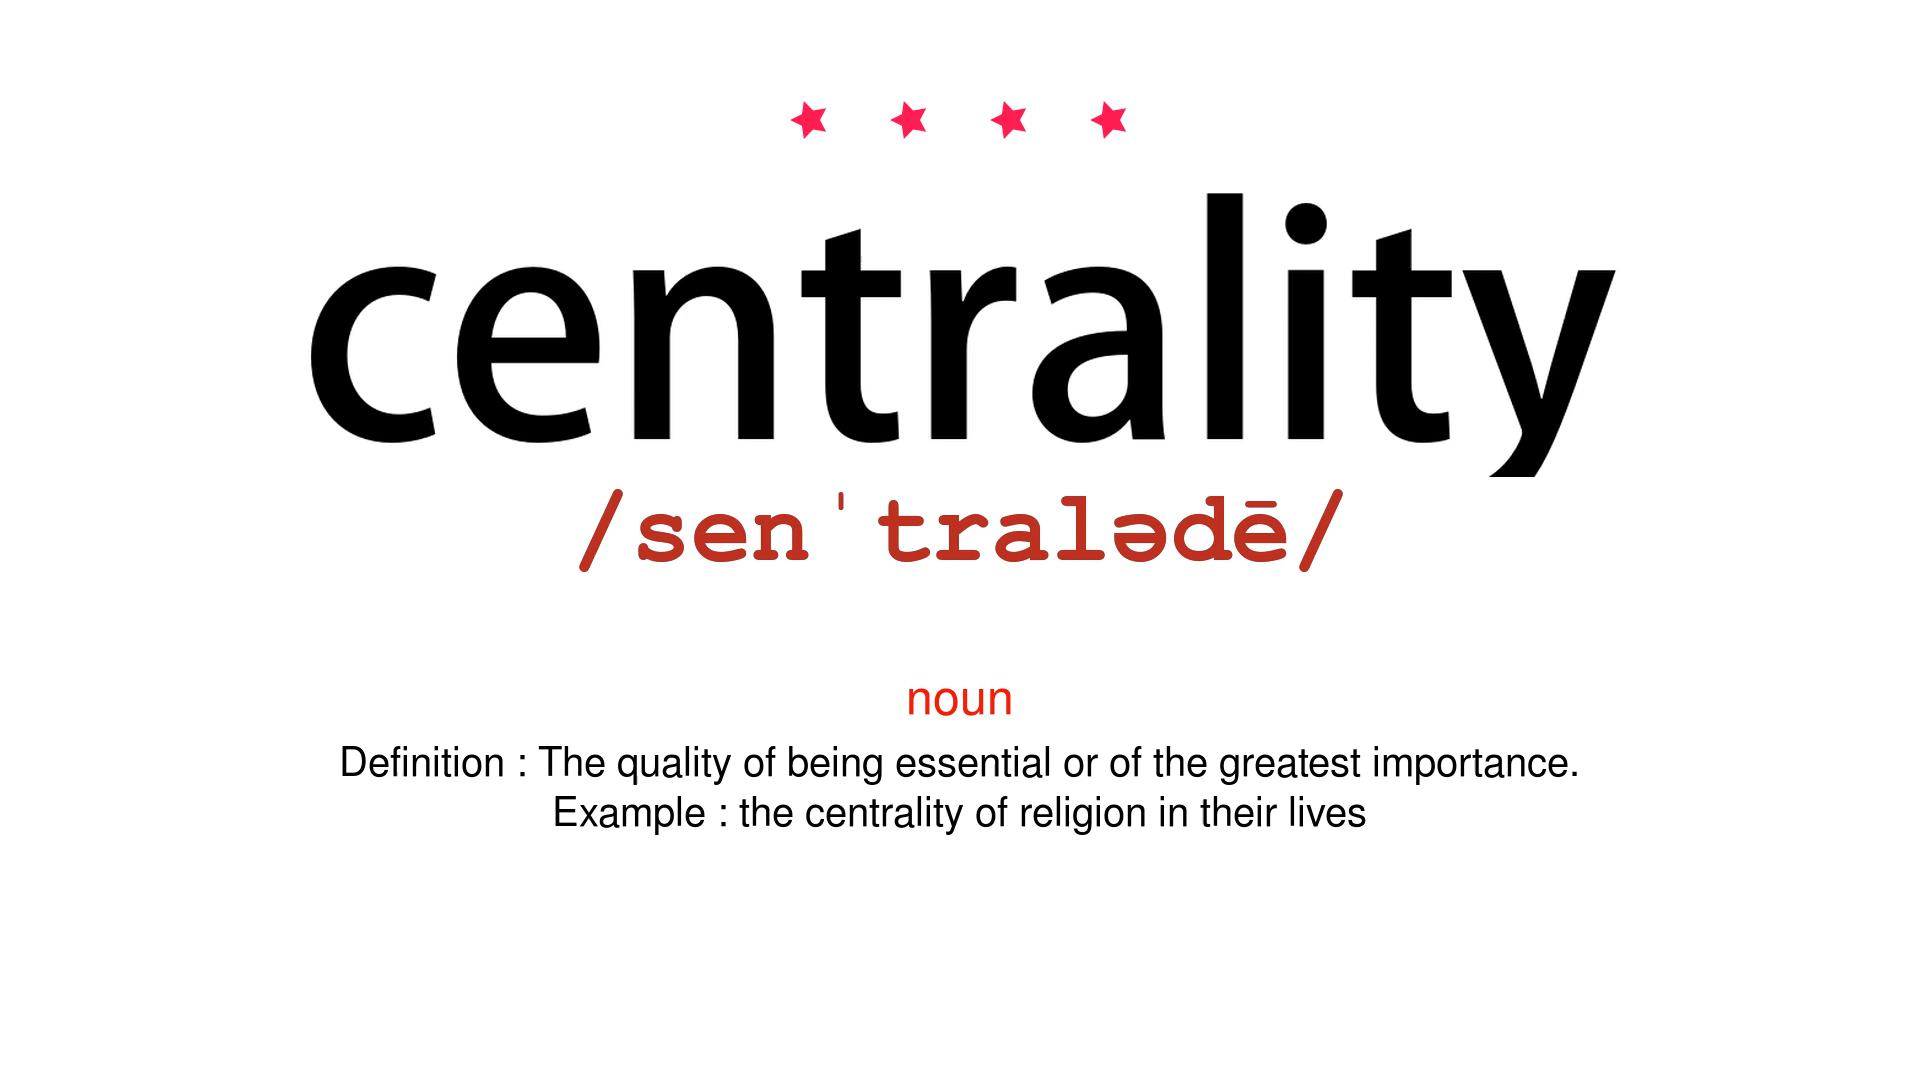 centrality
/senˈtralədē/
noun
Definition : The quality of being essential or of the greatest importance.
Example : the centrality of religion in their lives